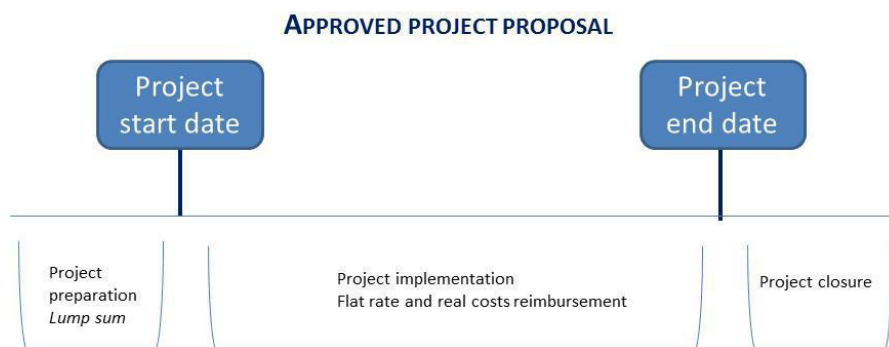 APPROVED PROJECT PROPOSAL
Project
start date
Project
end date
Project
preparation
Lump sum
Project implementation
Flat rate and real costs reimbursement
Project closure